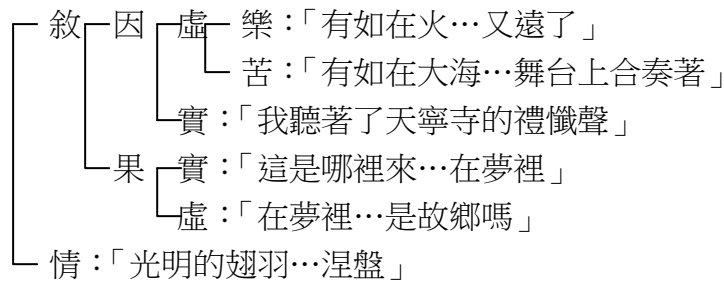 敘 因 虛 樂：「有如在火…又遠了」
苦：「有如在大海…舞台上合奏著」
實：「我聽著了天寧寺的禮懺聲」
果 實：「這是哪裡來…在夢裡」
虛：「在夢裡…是故鄉嗎」
情：「光明的翅羽…涅盤」